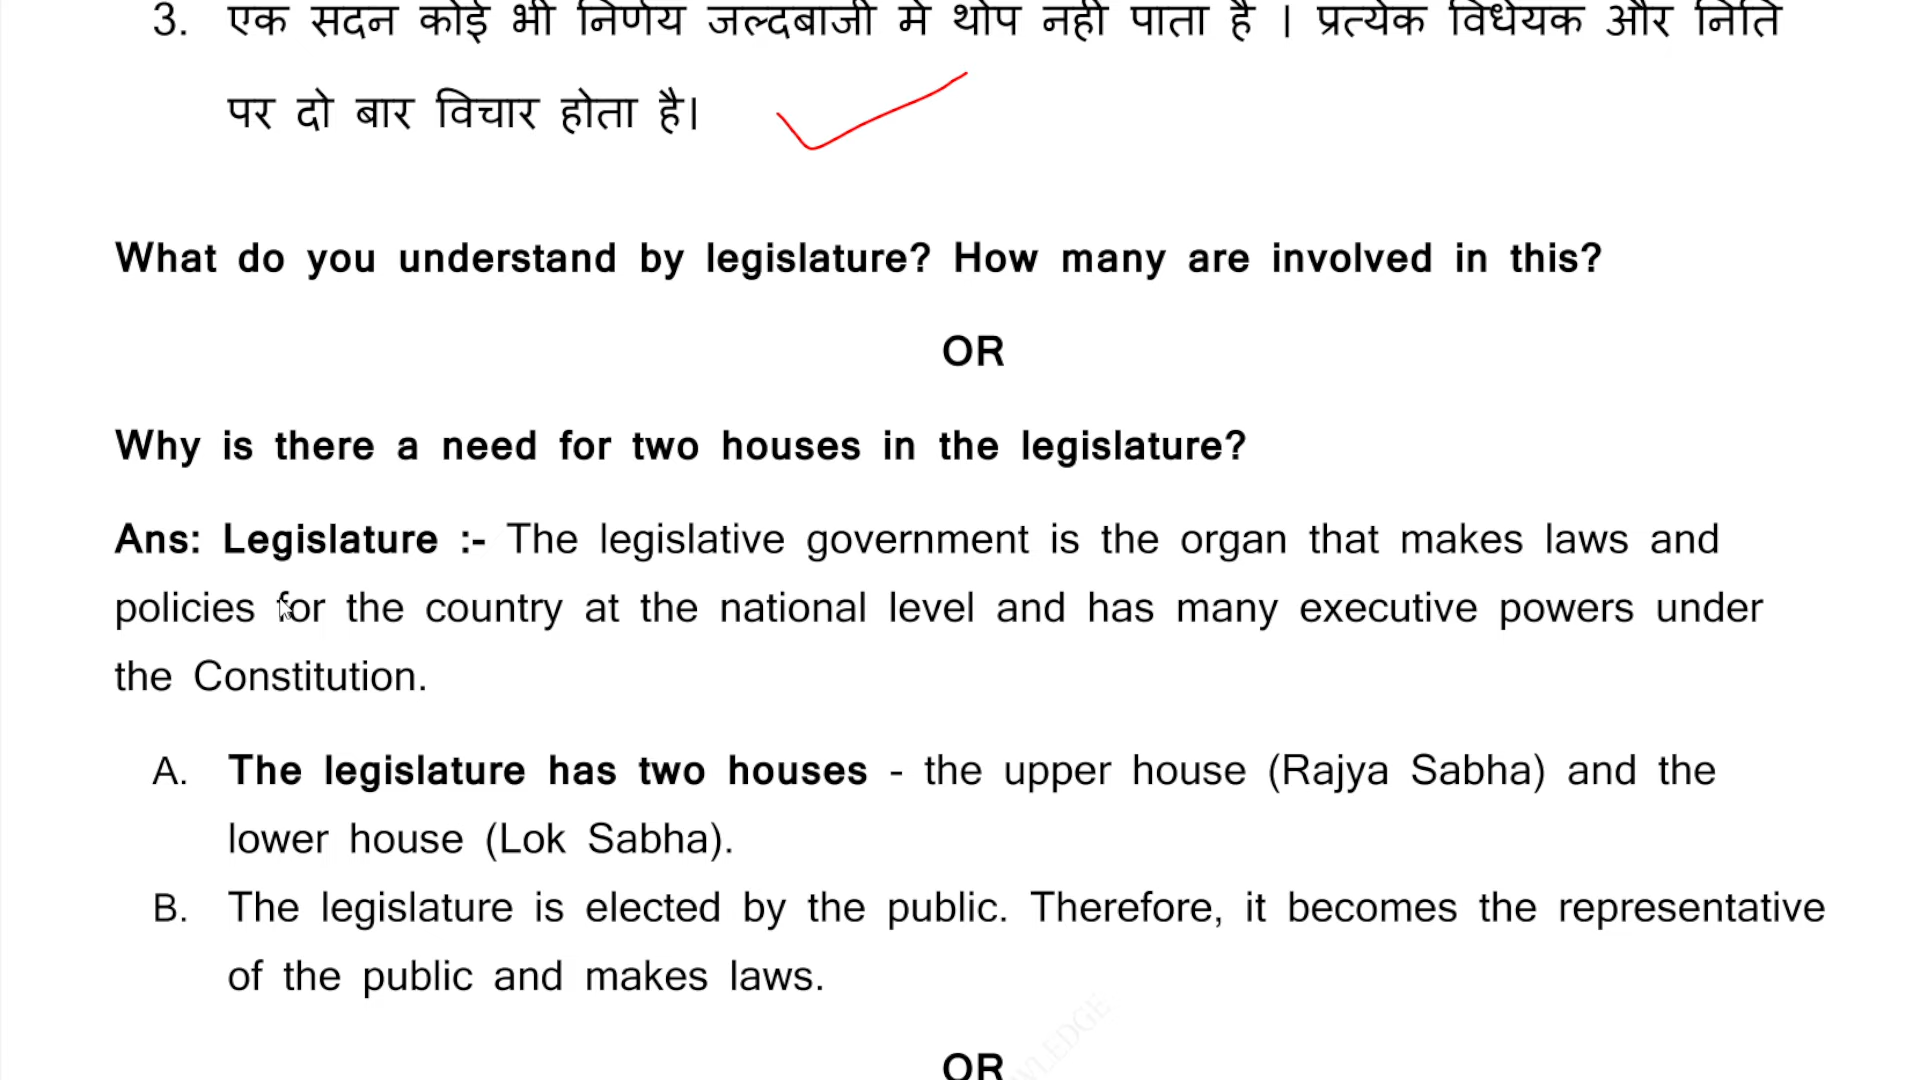 3. एक सदन कोई भी निर्णय जल्दबाजी में थोप नहीं पाता है । प्रत्येक विधेयक और निति
पर दो बार विचार होता है।
What do you understand by legislature? How many are involved in this?
OR
Why is there a need for two houses in the legislature?
Ans: Legislature :- The legislative government is the organ that makes laws and
policies for the country at the national level and has many executive powers under
the Constitution.
A. The legislature has two houses - the upper house (Rajya Sabha) and the
lower house (Lok Sabha).
B. The legislature is elected by the public. Therefore, it becomes the representative
of the public and makes laws.
OR